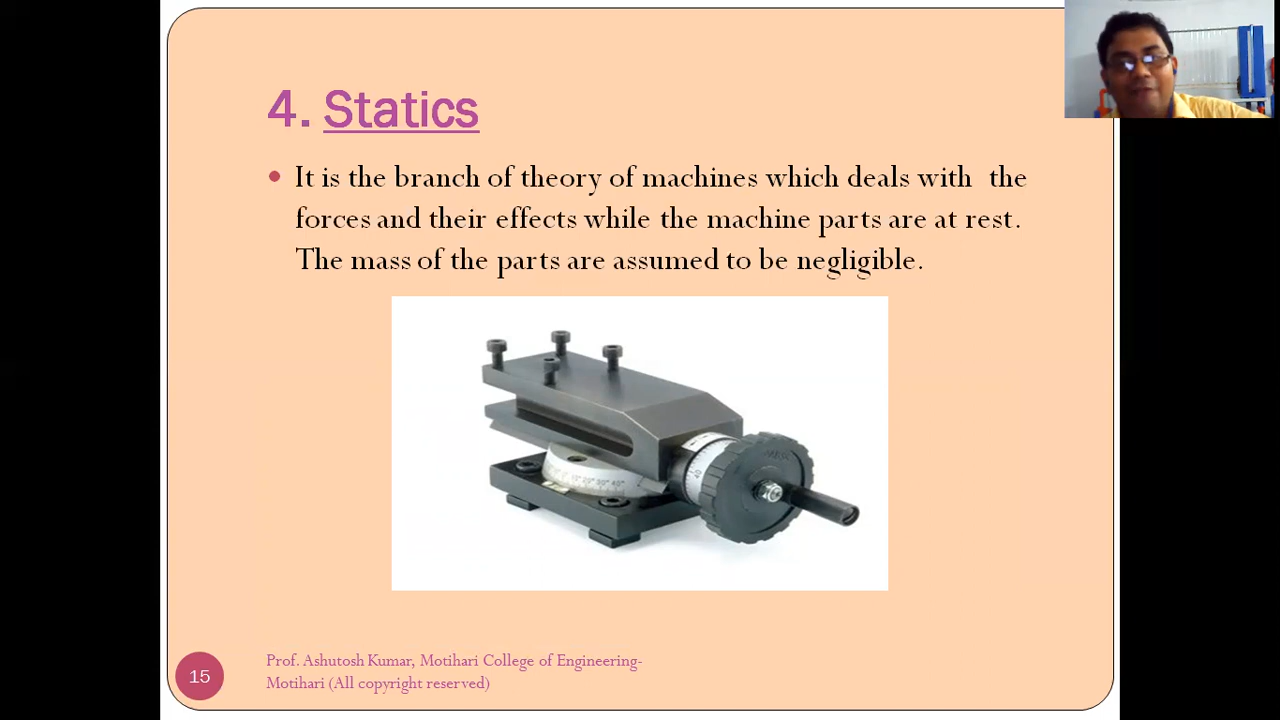 4. Statics
It is the branch of theory of machines which deals with the
forces and their effects while the machine parts are at rest.
The mass of the parts are assumed to be negligible.
15
Prof. Ashutosh Kumar, Motihari College of Engineering-
Motihari (All copyright reserved)